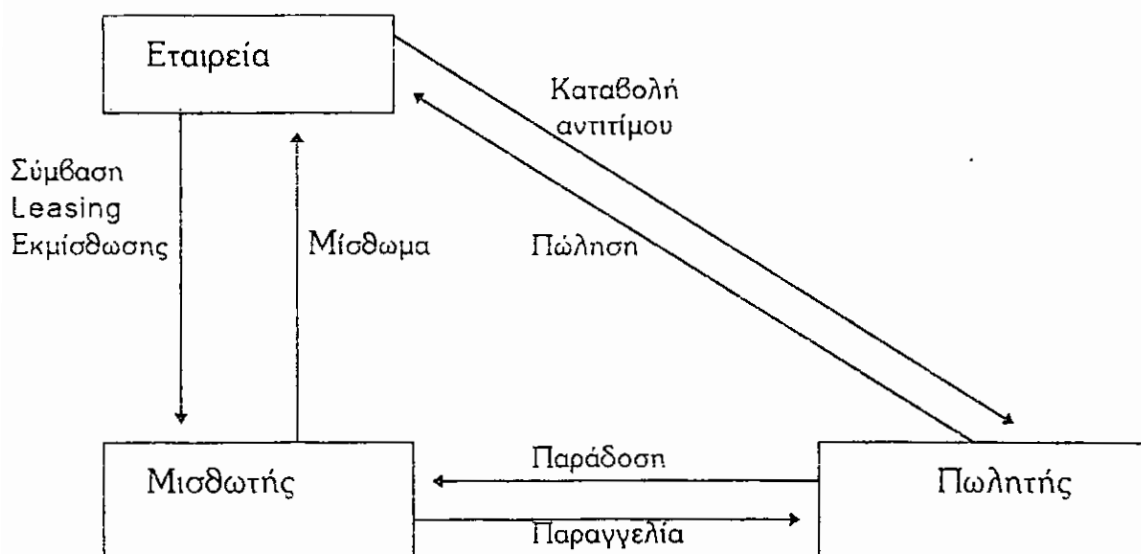 Εταιρεία
Καταβολή
αντιτίμου
Σύμβαση
Leasing
Εκμίσθωσης
Μίσθωμα
Πώληση
Μισθωτής
Παράδοση
Πωλητής
Παραγγελία